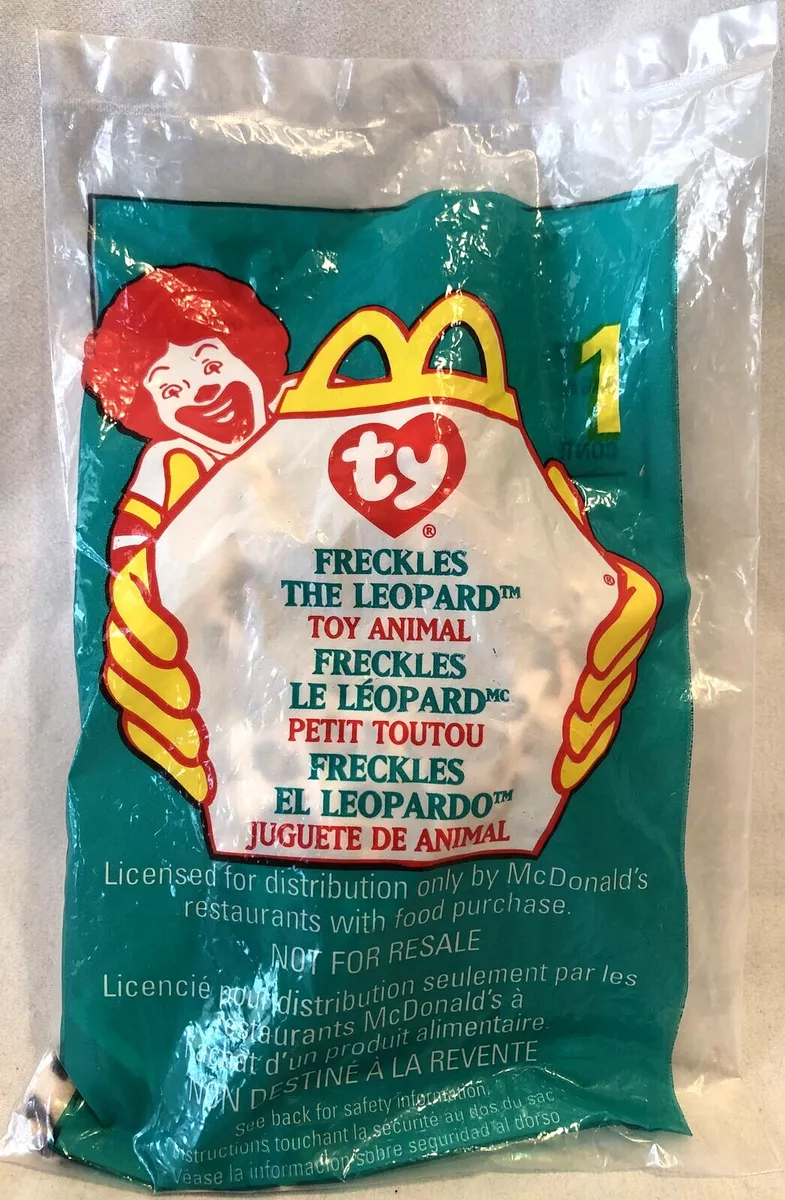 1
ty
®
FRECKLES
THE LEOPARD™
TOY ANIMAL
FRECKLES
LE LÉOPARDᴹᶜ
PETIT TOUTOU
FRECKLES
EL LEOPARDO™
JUGUETE DE ANIMAL
®
Licensed for distribution only by McDonald's
restaurants with food purchase.
NOT FOR RESALE
Licencié pour distribution seulement par les
restaurants McDonald's à
l'achat d'un produit alimentaire.
NON DESTINÉ À LA REVENTE
See back for safety information.
Instructions touchant la sécurité au dos du sac
Véase la información sobre seguridad al dorso